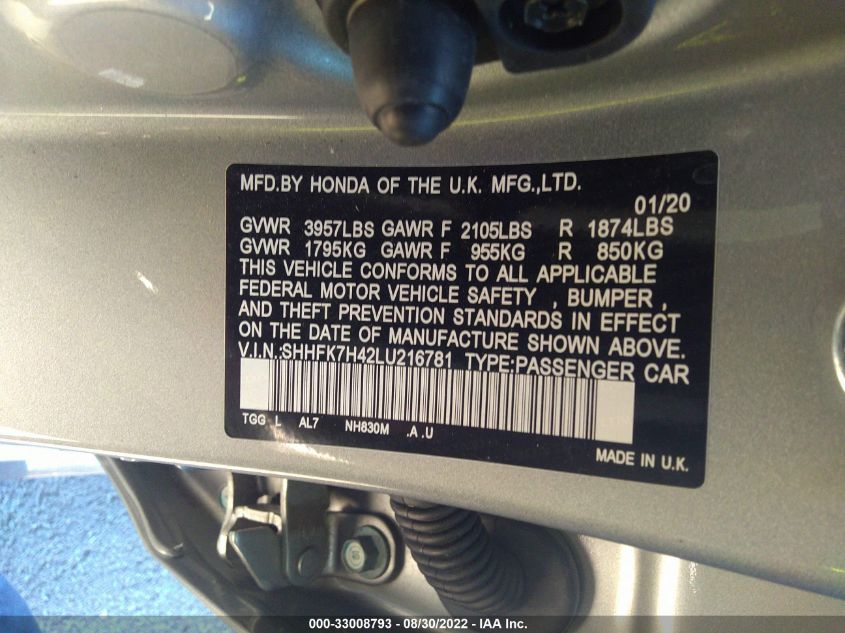 MFD.BY HONDA OF THE U.K. MFG.,LTD.
01/20
GVWR 3957LBS GAWR F 2105LBS R 1874LBS
GVWR 1795KG GAWR F 955KG R 850KG
THIS VEHICLE CONFORMS TO ALL APPLICABLE
FEDERAL MOTOR VEHICLE SAFETY , BUMPER ,
AND THEFT PREVENTION STANDARDS IN EFFECT
ON THE DATE OF MANUFACTURE SHOWN ABOVE.
V.I.N.:SHHFK7H42LU216781 TYPE:PASSENGER CAR
TGG L AL7 NH830M .A .U
MADE IN U.K.
000-33008793 - 08/30/2022 - IAA Inc.